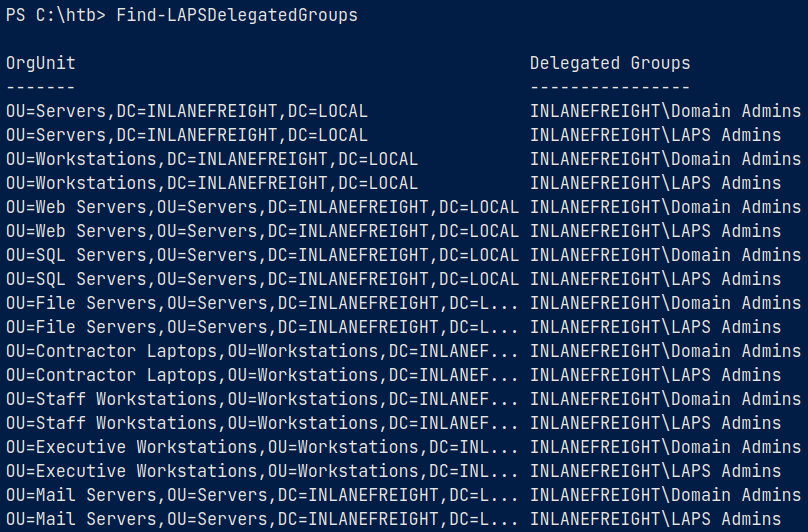 PS C:\htb> Find-LAPSDelegatedGroups
OrgUnit                                             Delegated Groups
-------                                             ----------------
OU=Servers,DC=INLANEFREIGHT,DC=LOCAL                INLANEFREIGHT\Domain Admins
OU=Servers,DC=INLANEFREIGHT,DC=LOCAL                INLANEFREIGHT\LAPS Admins
OU=Workstations,DC=INLANEFREIGHT,DC=LOCAL           INLANEFREIGHT\Domain Admins
OU=Workstations,DC=INLANEFREIGHT,DC=LOCAL           INLANEFREIGHT\LAPS Admins
OU=Web Servers,OU=Servers,DC=INLANEFREIGHT,DC=LOCAL INLANEFREIGHT\Domain Admins
OU=Web Servers,OU=Servers,DC=INLANEFREIGHT,DC=LOCAL INLANEFREIGHT\LAPS Admins
OU=SQL Servers,OU=Servers,DC=INLANEFREIGHT,DC=LOCAL INLANEFREIGHT\Domain Admins
OU=SQL Servers,OU=Servers,DC=INLANEFREIGHT,DC=LOCAL INLANEFREIGHT\LAPS Admins
OU=File Servers,OU=Servers,DC=INLANEFREIGHT,DC=L... INLANEFREIGHT\Domain Admins
OU=File Servers,OU=Servers,DC=INLANEFREIGHT,DC=L... INLANEFREIGHT\LAPS Admins
OU=Contractor Laptops,OU=Workstations,DC=INLANEF... INLANEFREIGHT\Domain Admins
OU=Contractor Laptops,OU=Workstations,DC=INLANEF... INLANEFREIGHT\LAPS Admins
OU=Staff Workstations,OU=Workstations,DC=INLANEF... INLANEFREIGHT\Domain Admins
OU=Staff Workstations,OU=Workstations,DC=INLANEF... INLANEFREIGHT\LAPS Admins
OU=Executive Workstations,OU=Workstations,DC=INL... INLANEFREIGHT\Domain Admins
OU=Executive Workstations,OU=Workstations,DC=INL... INLANEFREIGHT\LAPS Admins
OU=Mail Servers,OU=Servers,DC=INLANEFREIGHT,DC=L... INLANEFREIGHT\Domain Admins
OU=Mail Servers,OU=Servers,DC=INLANEFREIGHT,DC=L... INLANEFREIGHT\LAPS Admins